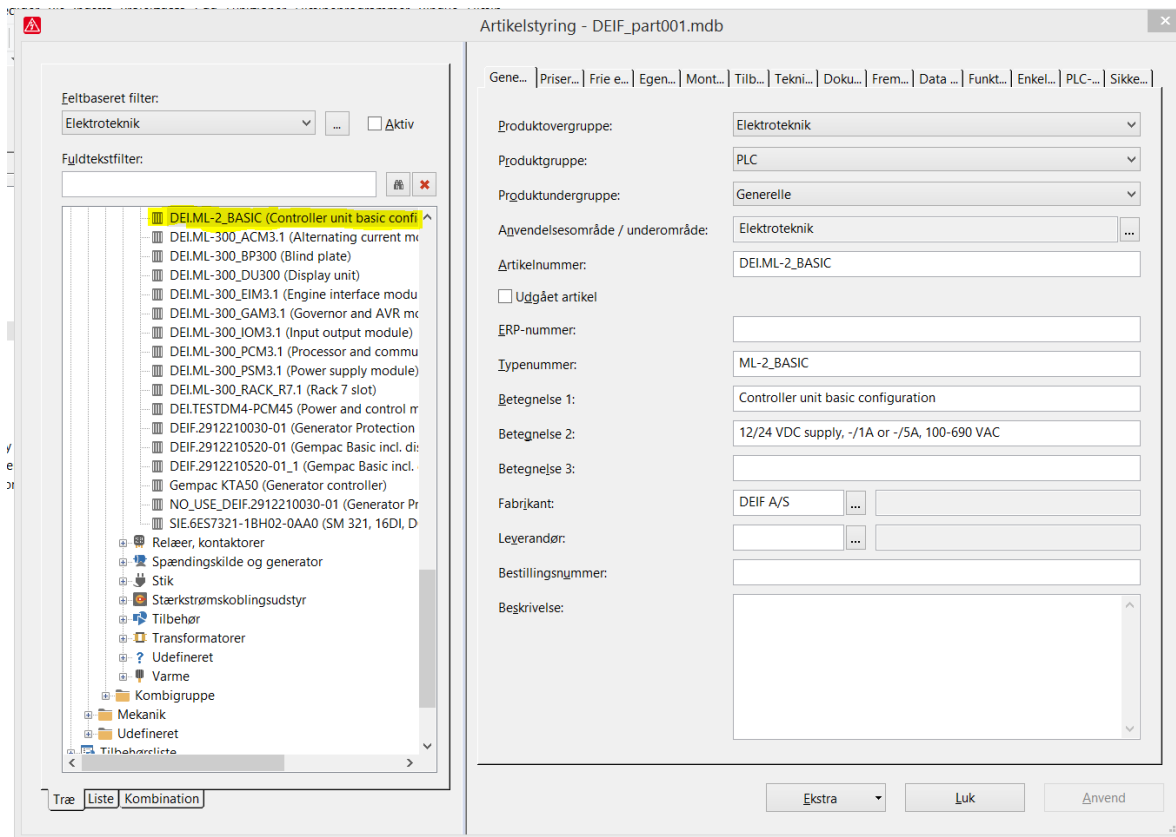 Artikelstyring - DEIF_part001.mdb
Feltbaseret filter:
Elektroteknik
...
Aktiv
Fuldtekstfilter:
DEI.ML-2_BASIC (Controller unit basic confi
DEI.ML-300_ACM3.1 (Alternating current mo
DEI.ML-300_BP300 (Blind plate)
DEI.ML-300_DU300 (Display unit)
DEI.ML-300_EIM3.1 (Engine interface modu
DEI.ML-300_GAM3.1 (Governor and AVR mo
DEI.ML-300_IOM3.1 (Input output module)
DEI.ML-300_PCM3.1 (Processor and commu
DEI.ML-300_PSM3.1 (Power supply module)
DEI.ML-300_RACK_R7.1 (Rack 7 slot)
DEI.TESTDM4-PCM45 (Power and control m
DEIF.2912210030-01 (Generator Protection
DEIF.2912210520-01 (Gempac Basic incl. di
DEIF.2912210520-01_1 (Gempac Basic incl.
Gempac KTA50 (Generator controller)
NO_USE_DEIF.2912210030-01 (Generator Pr
SIE.6ES7321-1BH02-0AA0 (SM 321, 16DI, D
Relæer, kontaktorer
Spændingskilde og generator
Stik
Stærkstrømskoblingsudstyr
Tilbehør
Transformatorer
? Udefineret
Varme
Kombigruppe
Mekanik
Udefineret
Tilbehørsliste
Træ Liste Kombination
Gene... Priser... Frie e... Egen... Mont... Tilb... Tekni... Doku... Frem... Data ... Funkt... Enkel... PLC-... Sikke...
Produktovergruppe: Elektroteknik
Produktgruppe: PLC
Produktundergruppe: Generelle
Anvendelsesområde / underområde: Elektroteknik ...
Artikelnummer: DEI.ML-2_BASIC
Udgået artikel
ERP-nummer:
Typenummer: ML-2_BASIC
Betegnelse 1: Controller unit basic configuration
Betegnelse 2: 12/24 VDC supply, -/1A or -/5A, 100-690 VAC
Betegnelse 3:
Fabrikant: DEIF A/S ...
Leverandør: ...
Bestillingsnummer:
Beskrivelse:
Ekstra Luk Anvend